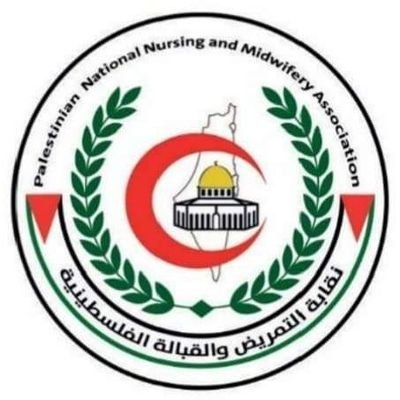 Palestinian National Nursing and Midwifery Association
نقابة التمريض والقبالة الفلسطينية